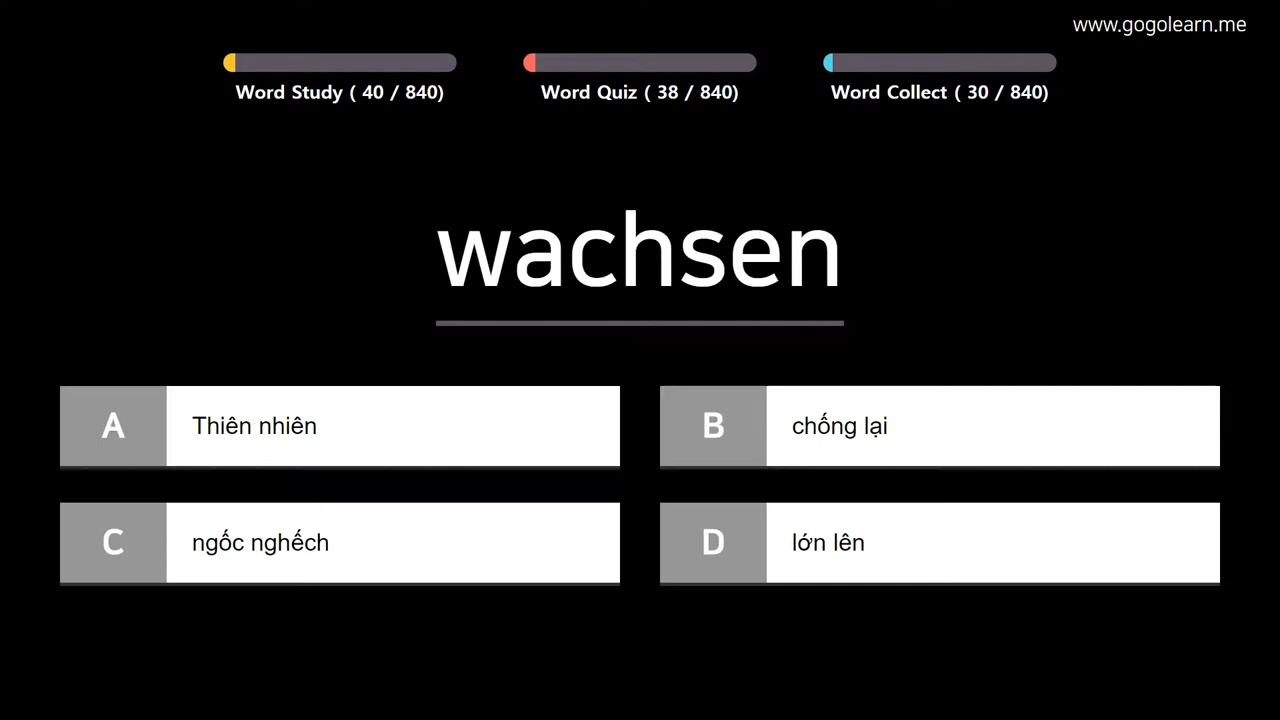 www.gogolearn.me
Word Study ( 40 / 840)
Word Quiz ( 38 / 840)
Word Collect ( 30 / 840)
wachsen
A Thiên nhiên
B chống lại
C ngốc nghếch
D lớn lên